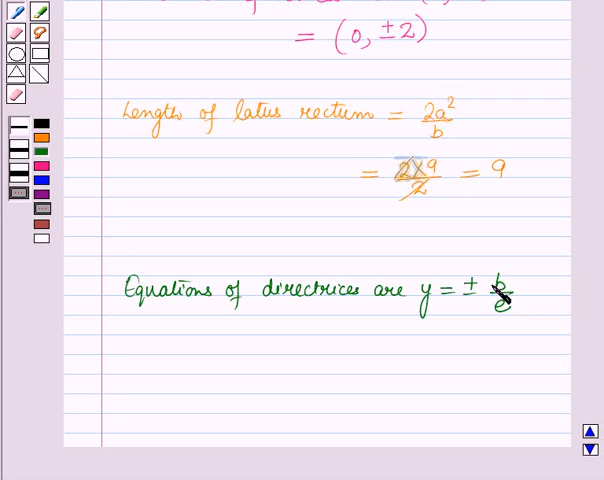 = (0, ±2)
Length of latus rectum = 2a²/b
= 2×9/2 = 9
Equations of directrices are y = ± b/e